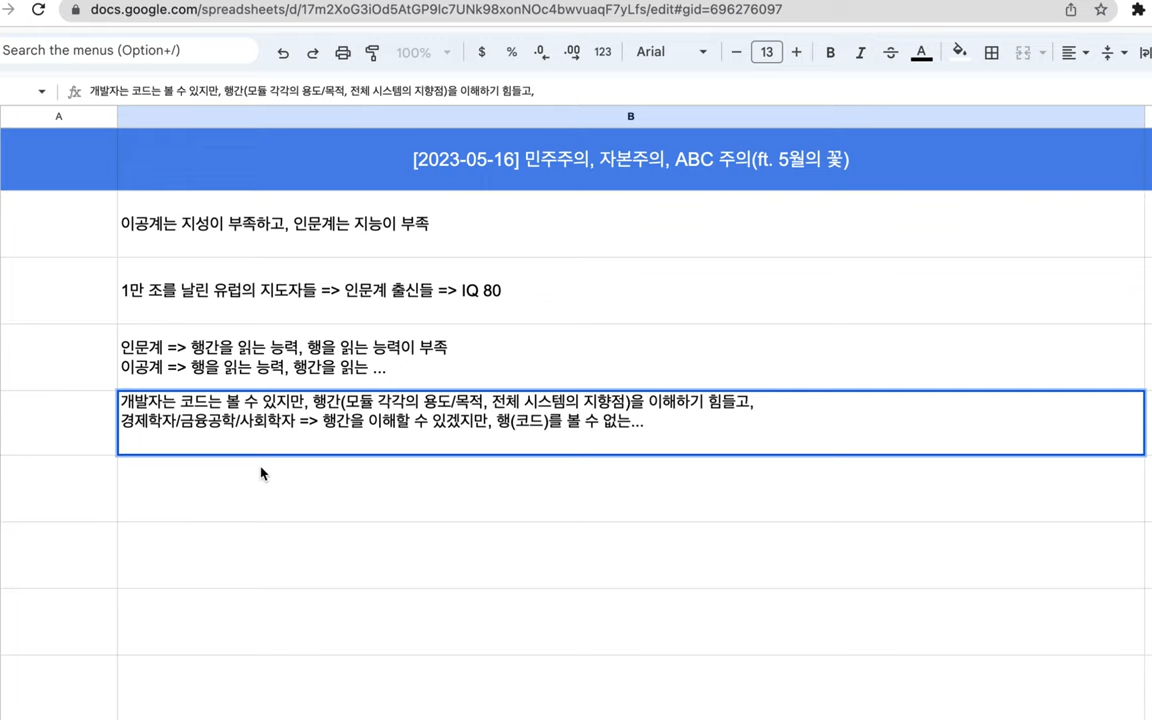 docs.google.com/spreadsheets/d/17m2XoG3iOd5AtGP9lc7UNk98xonNOc4bwvuaqF7yLfs/edit#gid=696276097
Search the menus (Option+/)
100%
$
%
.0
.00
123
Arial
13
B
I
A
fx
개발자는 코드는 볼 수 있지만, 행간(모듈 각각의 용도/목적, 전체 시스템의 지향점)을 이해하기 힘들고,
A
B
[2023-05-16] 민주주의, 자본주의, ABC 주의(ft. 5월의 꽃)
이공계는 지성이 부족하고, 인문계는 지능이 부족
1만 조를 날린 유럽의 지도자들 => 인문계 출신들 => IQ 80
인문계 => 행간을 읽는 능력, 행을 읽는 능력이 부족
이공계 => 행을 읽는 능력, 행간을 읽는 ...
개발자는 코드는 볼 수 있지만, 행간(모듈 각각의 용도/목적, 전체 시스템의 지향점)을 이해하기 힘들고,
경제학자/금융공학/사회학자 => 행간을 이해할 수 있겠지만, 행(코드)를 볼 수 없는...